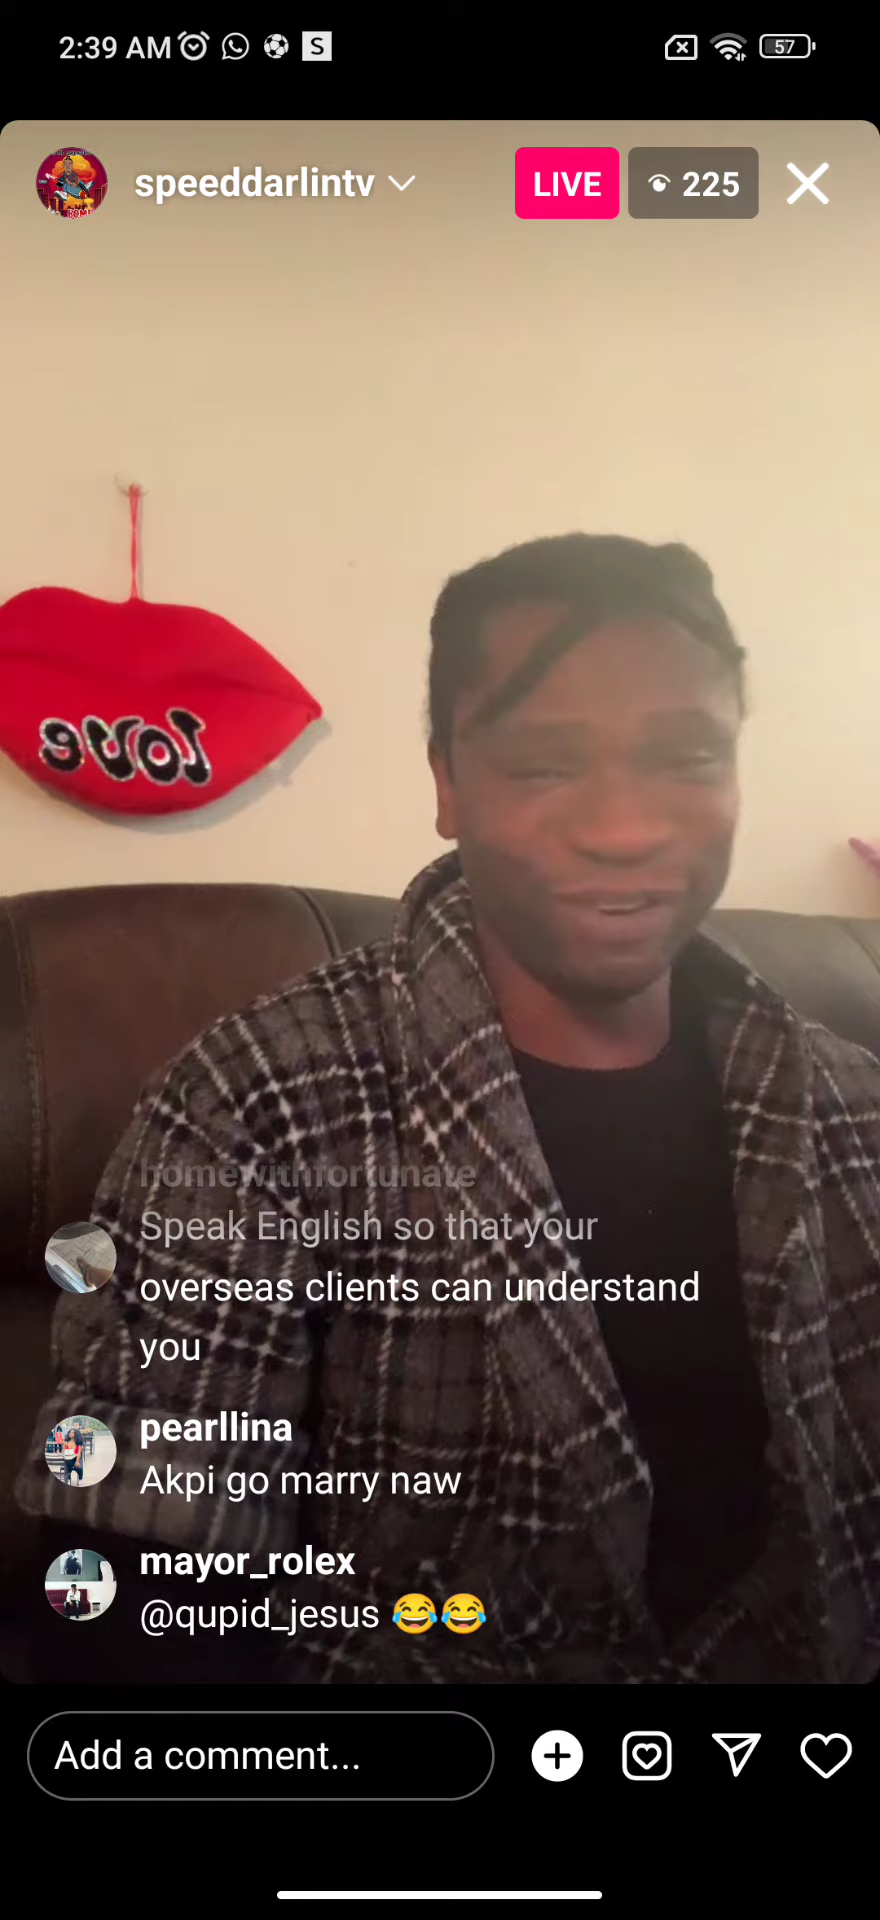 2:39 AM
S
57
speeddarlintv
LIVE
225
love
homewithfortunate
Speak English so that your
overseas clients can understand
you
pearllina
Akpi go marry naw
mayor_rolex
@qupid_jesus 😂😂
Add a comment...